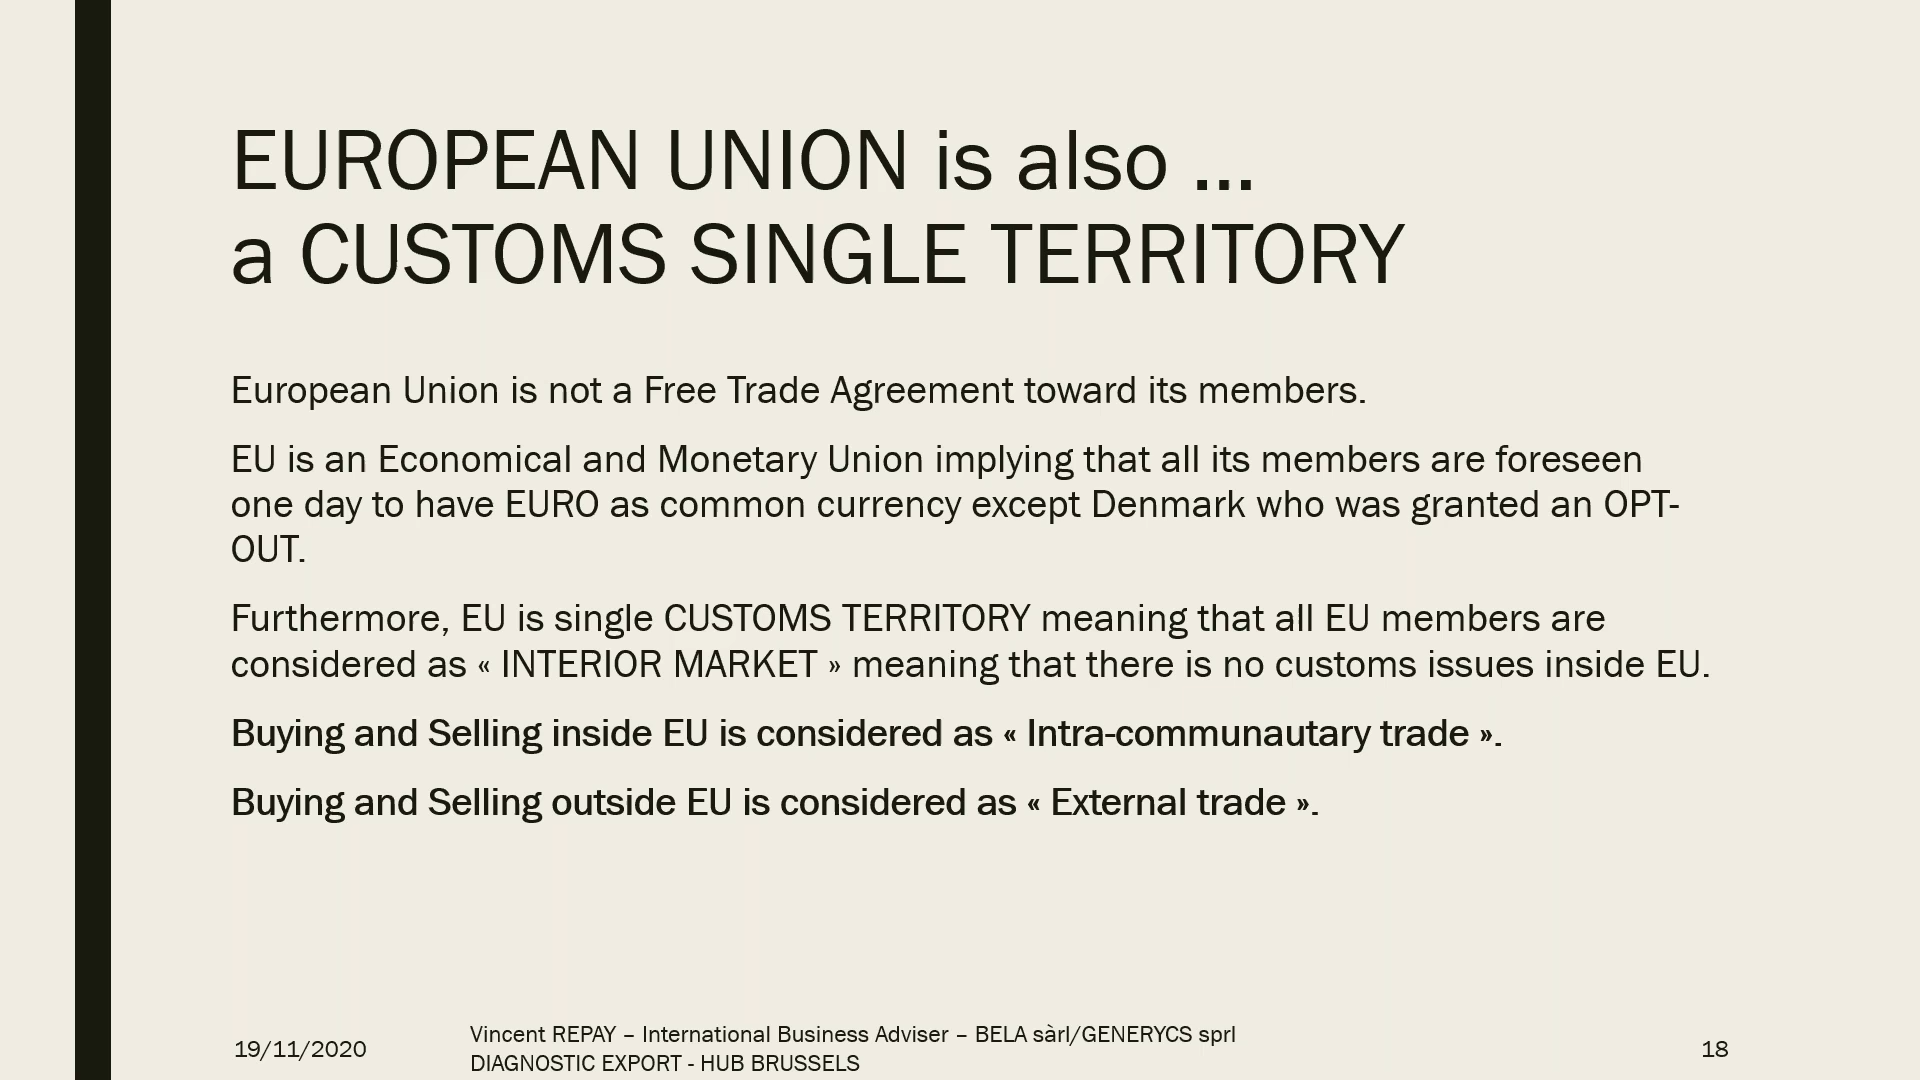 EUROPEAN UNION is also …
a CUSTOMS SINGLE TERRITORY
European Union is not a Free Trade Agreement toward its members.
EU is an Economical and Monetary Union implying that all its members are foreseen
one day to have EURO as common currency except Denmark who was granted an OPT-
OUT.
Furthermore, EU is single CUSTOMS TERRITORY meaning that all EU members are
considered as « INTERIOR MARKET » meaning that there is no customs issues inside EU.
Buying and Selling inside EU is considered as « Intra-communautary trade ».
Buying and Selling outside EU is considered as « External trade ».
19/11/2020
Vincent REPAY – International Business Adviser – BELA sàrl/GENERYCS sprl
DIAGNOSTIC EXPORT - HUB BRUSSELS
18